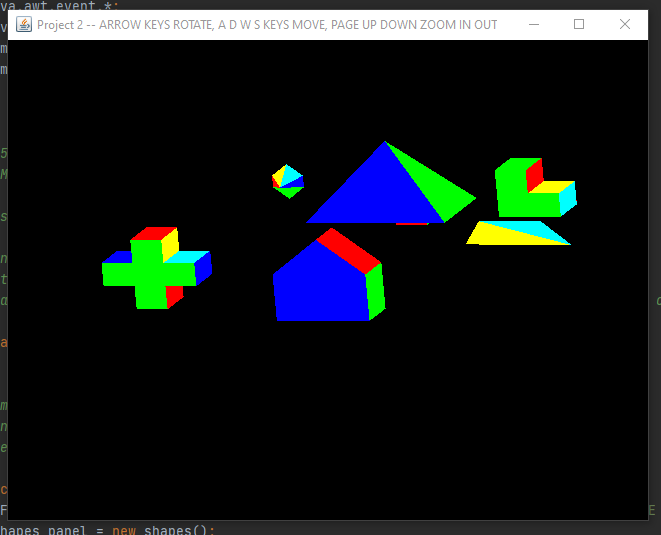 va.awt.event.*;
Project 2 -- ARROW KEYS ROTATE, A D W S KEYS MOVE, PAGE UP DOWN ZOOM IN OUT
v
m
m
5
M
s
n
t
a
a
m
n
e
c
F E
hapes panel = new shapes();